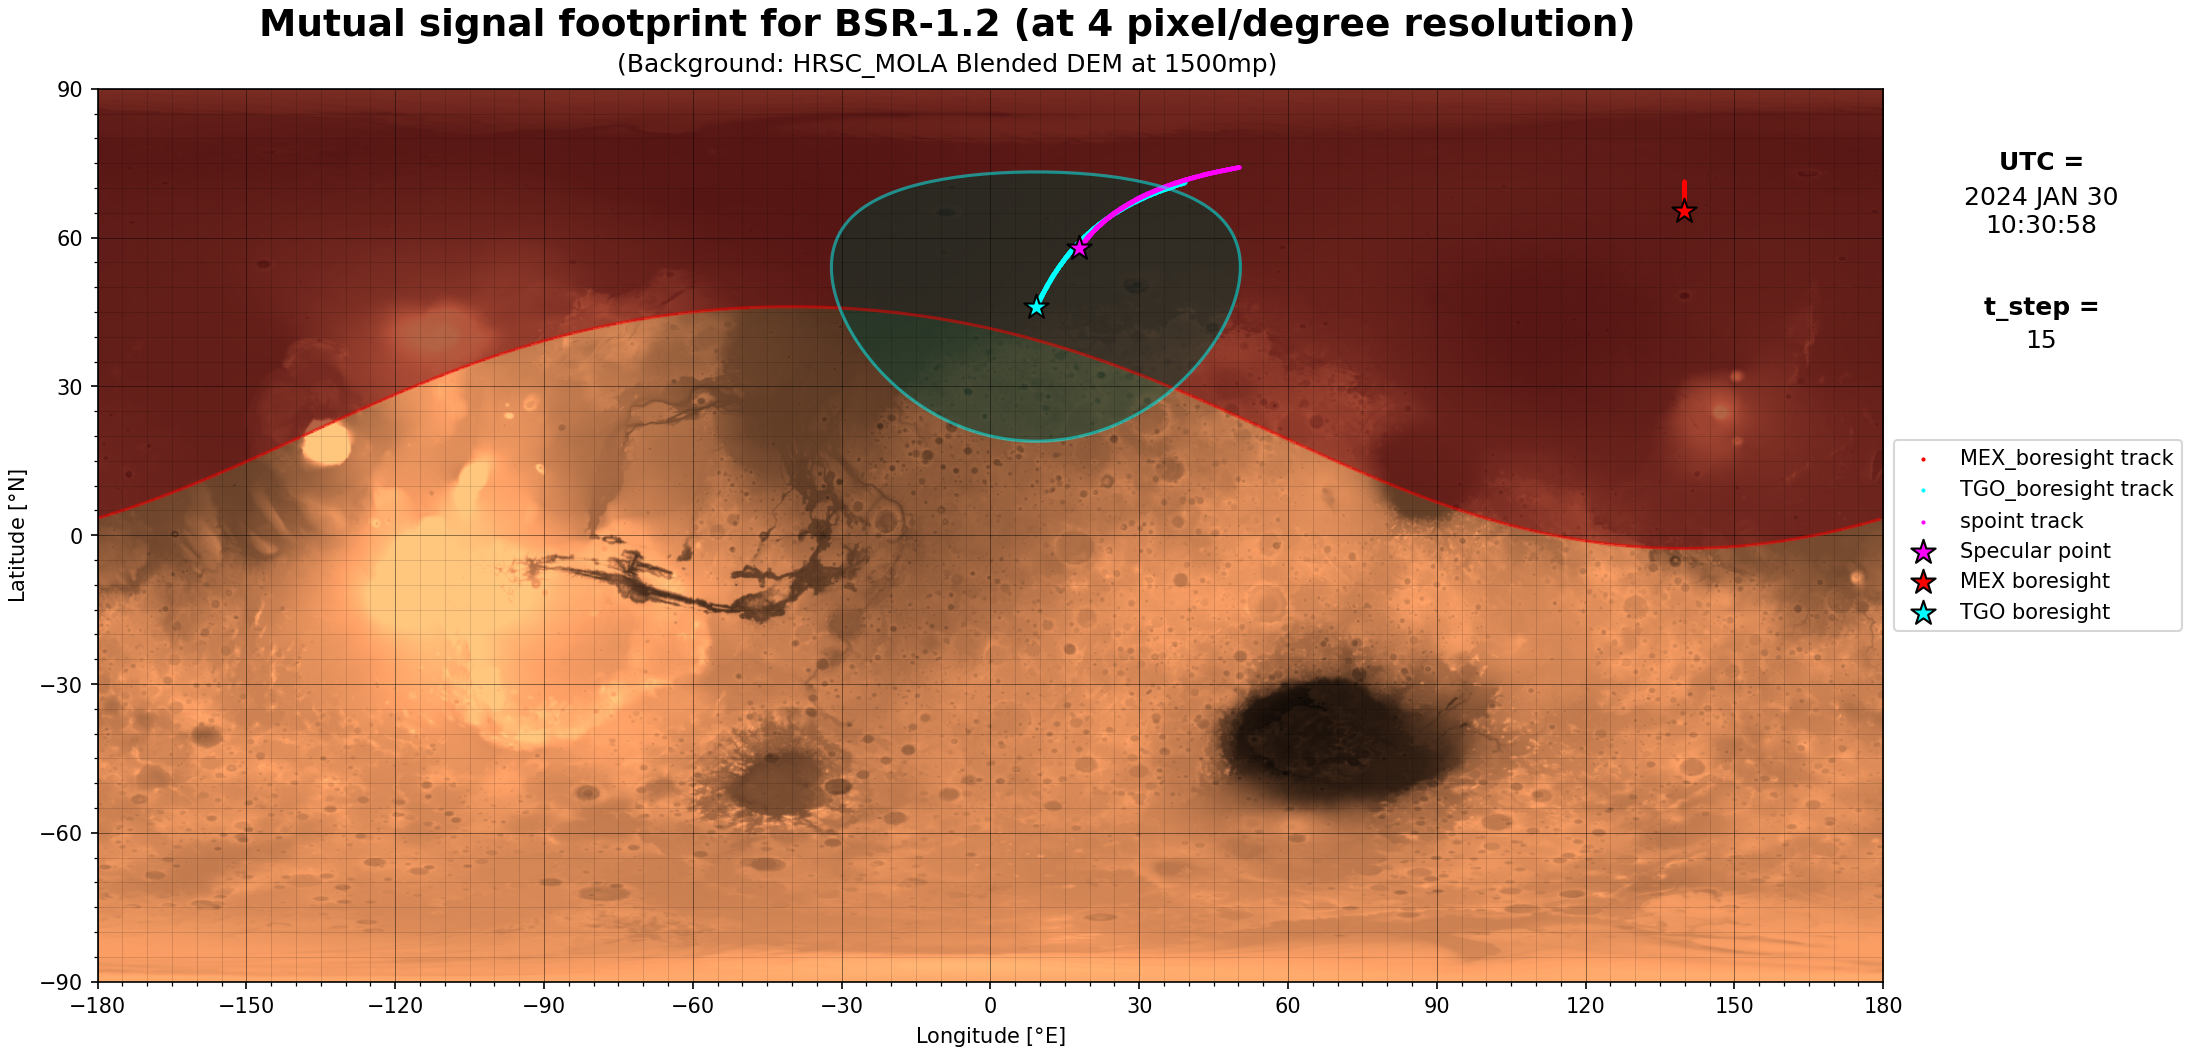 Mutual signal footprint for BSR-1.2 (at 4 pixel/degree resolution)
(Background: HRSC_MOLA Blended DEM at 1500mp)
90
60
30
0
−30
−60
−90
Latitude [°N]
−180
−150
−120
−90
−60
−30
0
30
60
90
120
150
180
Longitude [°E]
UTC =
2024 JAN 30
10:30:58
t_step =
15
MEX_boresight track
TGO_boresight track
spoint track
Specular point
MEX boresight
TGO boresight